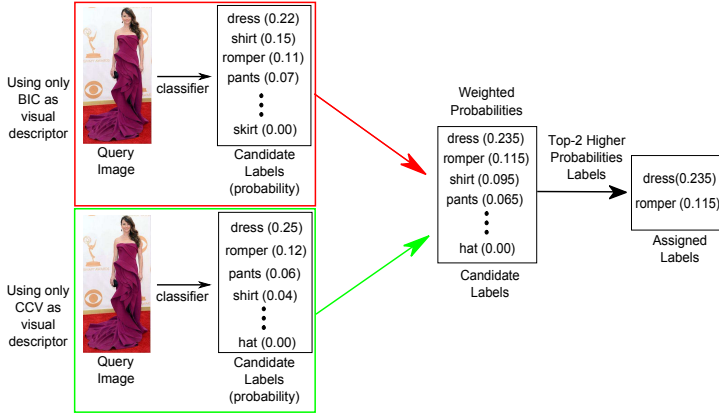 Using only
BIC as
visual
descriptor
Query
Image
classifier
dress (0.22)
shirt (0.15)
romper (0.11)
pants (0.07)
skirt (0.00)
Candidate
Labels
(probability)
Using only
CCV as
visual
descriptor
Query
Image
classifier
dress (0.25)
romper (0.12)
pants (0.06)
shirt (0.04)
hat (0.00)
Candidate
Labels
(probability)
Weighted
Probabilities
dress (0.235)
romper (0.115)
shirt (0.095)
pants (0.065)
hat (0.00)
Candidate
Labels
Top-2 Higher
Probabilities
Labels
dress(0.235)
romper (0.115)
Assigned
Labels